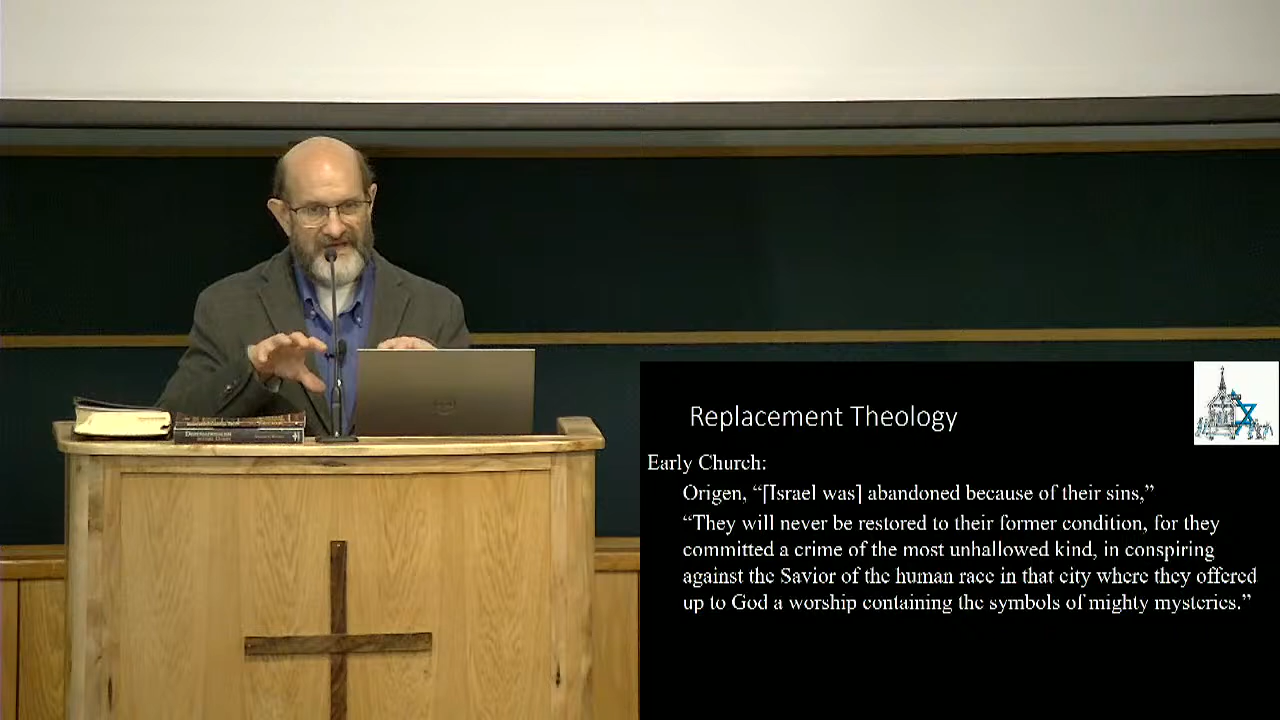 Replacement Theology
Early Church:
Origen, “[Israel was] abandoned because of their sins,”
“They will never be restored to their former condition, for they
committed a crime of the most unhallowed kind, in conspiring
against the Savior of the human race in that city where they offered
up to God a worship containing the symbols of mighty mysteries.”
DELL